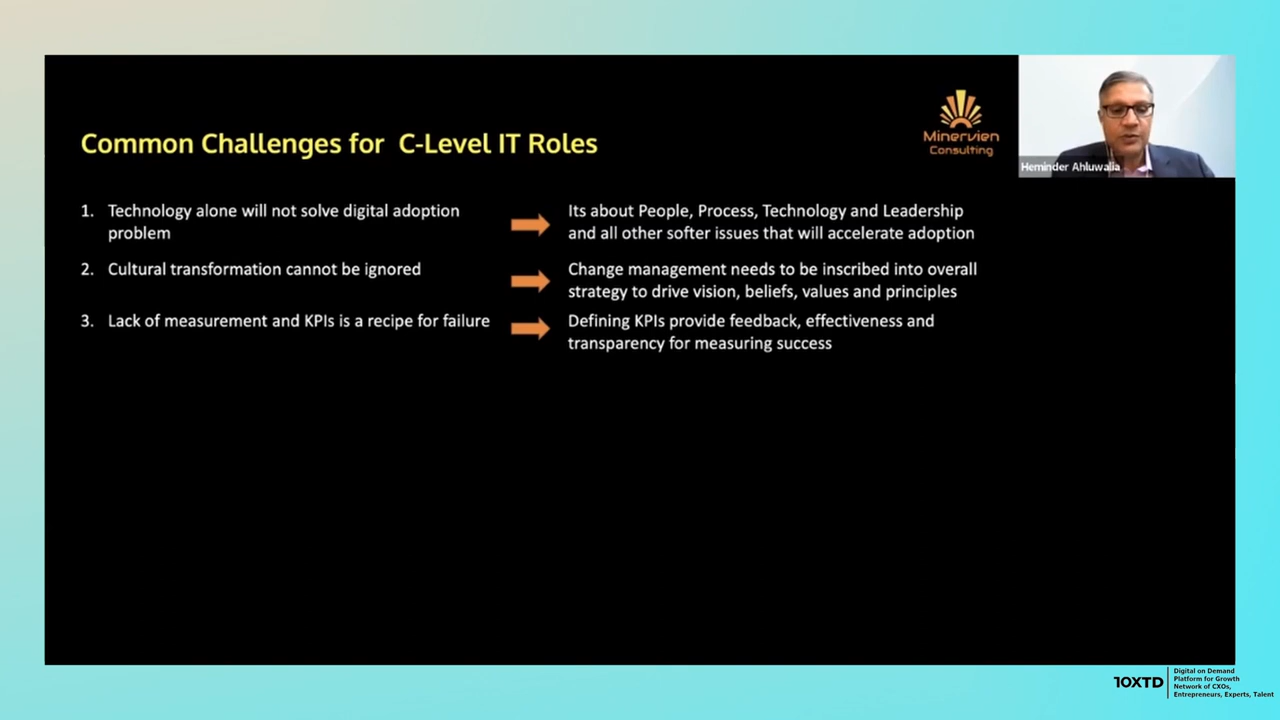 Minervien
Consulting
Heminder Ahluwalia
Common Challenges for C-Level IT Roles
1. Technology alone will not solve digital adoption
problem
Its about People, Process, Technology and Leadership
and all other softer issues that will accelerate adoption
2. Cultural transformation cannot be ignored
Change management needs to be inscribed into overall
strategy to drive vision, beliefs, values and principles
3. Lack of measurement and KPIs is a recipe for failure
Defining KPIs provide feedback, effectiveness and
transparency for measuring success
10XTD
Digital on Demand
Platform for Growth
Network of CXOs,
Entrepreneurs, Experts, Talent